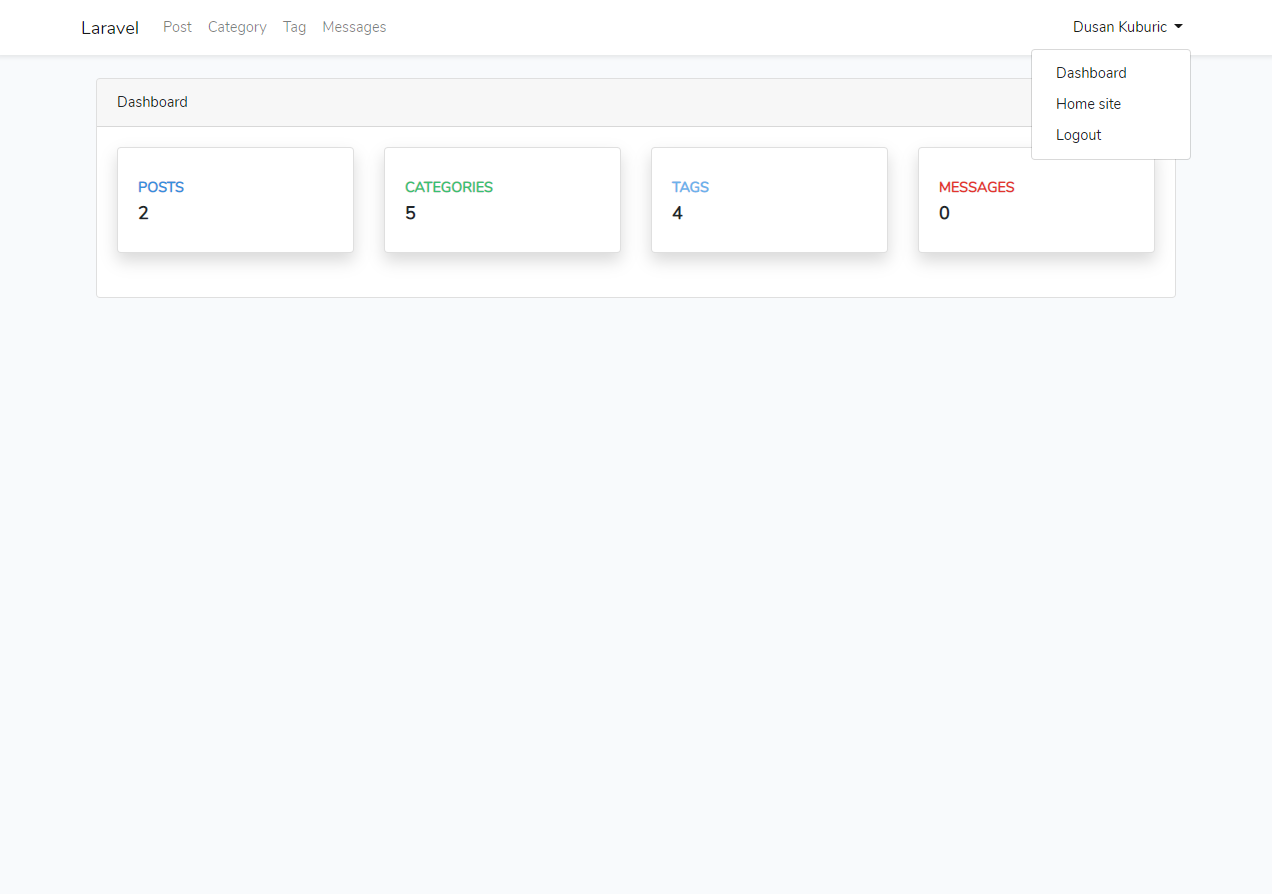 Laravel Post Category Tag Messages Dusan Kuburic
Dashboard
Home site
Logout
Dashboard
POSTS
2
CATEGORIES
5
TAGS
4
MESSAGES
0